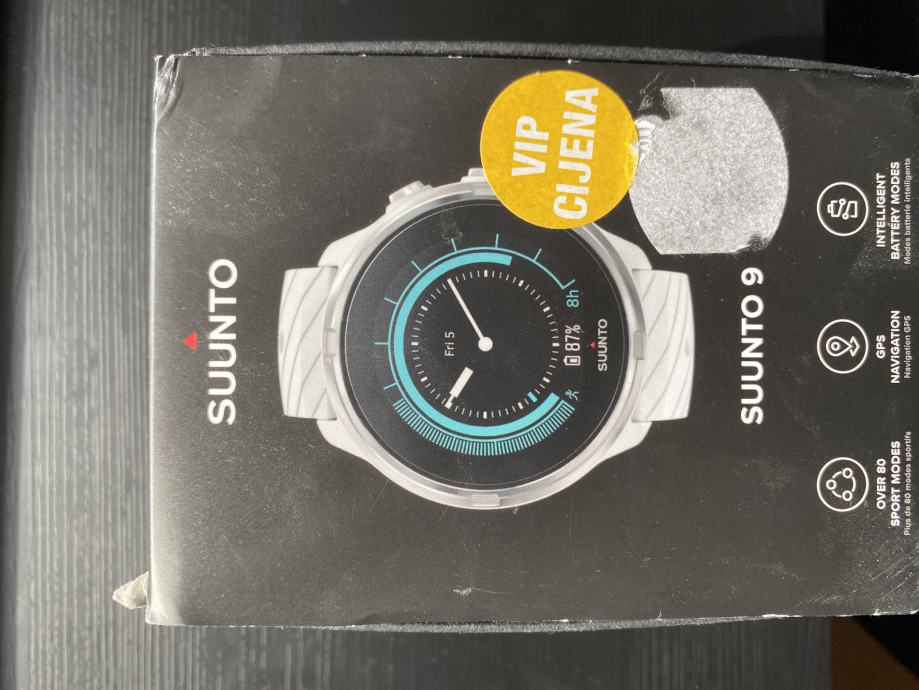 SUUNTO
VIP
CIJENA
Fri 5
8h
87%
SUUNTO
SUUNTO 9
OVER 80
SPORT MODES
Plus de 80 modes sportifs
GPS
NAVIGATION
Navigation GPS
INTELLIGENT
BATTERY MODES
Modes batterie intelligents